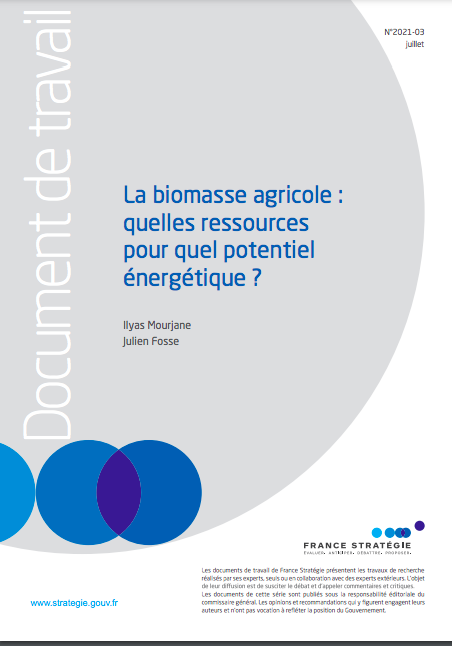 Document de travail
N°2021-03
juillet
La biomasse agricole :
quelles ressources
pour quel potentiel
énergétique ?
Ilyas Mourjane
Julien Fosse
FRANCE STRATÉGIE
ÉVALUER. ANTICIPER. DÉBATTRE. PROPOSER.
Les documents de travail de France Stratégie présentent les travaux de recherche
réalisés par ses experts, seuls ou en collaboration avec des experts extérieurs. L'objet
de leur diffusion est de susciter le débat et d'appeler commentaires et critiques.
Les documents de cette série sont publiés sous la responsabilité éditoriale du
commissaire général. Les opinions et recommandations qui y figurent engagent leurs
auteurs et n'ont pas vocation à refléter la position du Gouvernement.
www.strategie.gouv.fr